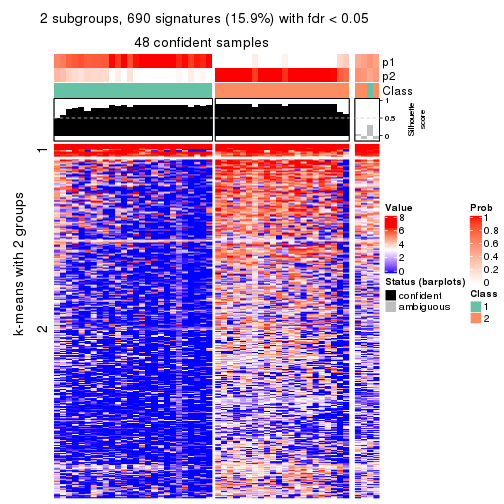 2 subgroups, 690 signatures (15.9%) with fdr < 0.05
48 confident samples
p1
p2
Class
1
0.5
0
Silhouette
score
k-means with 2 groups
1
2
Value
8
6
4
2
0
Status (barplots)
confident
ambiguous
Prob
1
0.8
0.6
0.4
0.2
0
Class
1
2